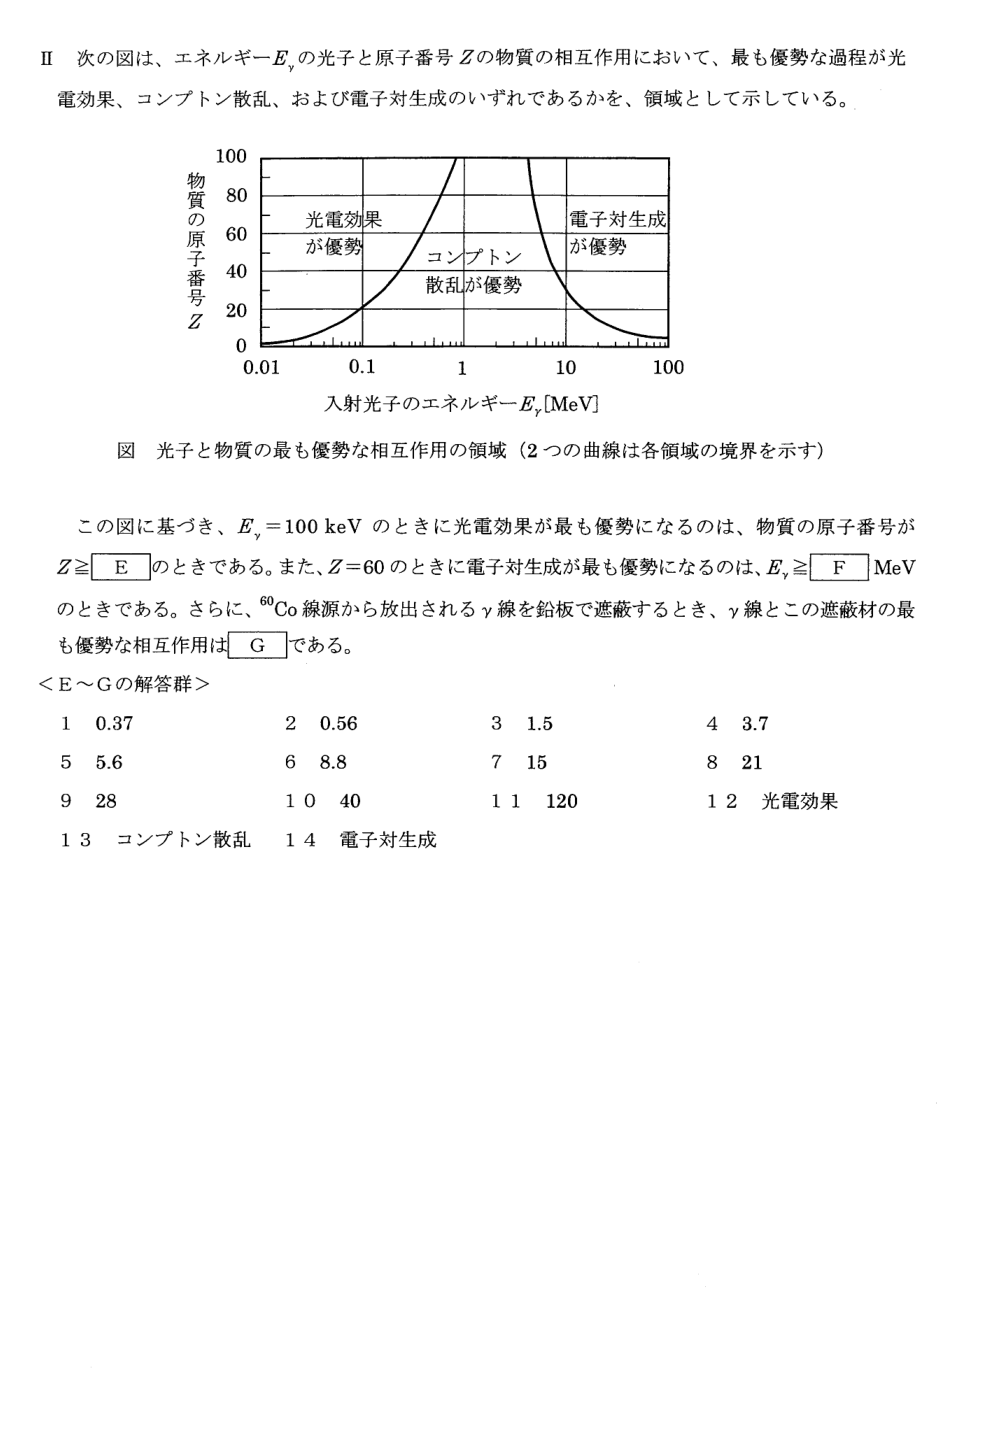 Ⅱ 次の図は、エネルギーEγの光子と原子番号Zの物質の相互作用において、最も優勢な過程が光
電効果、コンプトン散乱、および電子対生成のいずれであるかを、領域として示している。
物質の原子番号 Z
100
80
60
40
20
0
光電効果
が優勢
コンプトン
散乱が優勢
電子対生成
が優勢
0.01 0.1 1 10 100
入射光子のエネルギーEγ[MeV]
図 光子と物質の最も優勢な相互作用の領域（2つの曲線は各領域の境界を示す）
この図に基づき、Eγ＝100 keV のときに光電効果が最も優勢になるのは、物質の原子番号が
Z≧ E のときである。また、Z＝60のときに電子対生成が最も優勢になるのは、Eγ≧ F MeV
のときである。さらに、⁶⁰Co線源から放出されるγ線を鉛板で遮蔽するとき、γ線とこの遮蔽材の最
も優勢な相互作用は G である。
＜E～Gの解答群＞
1 0.37 2 0.56 3 1.5 4 3.7
5 5.6 6 8.8 7 15 8 21
9 28 10 40 11 120 12 光電効果
13 コンプトン散乱 14 電子対生成